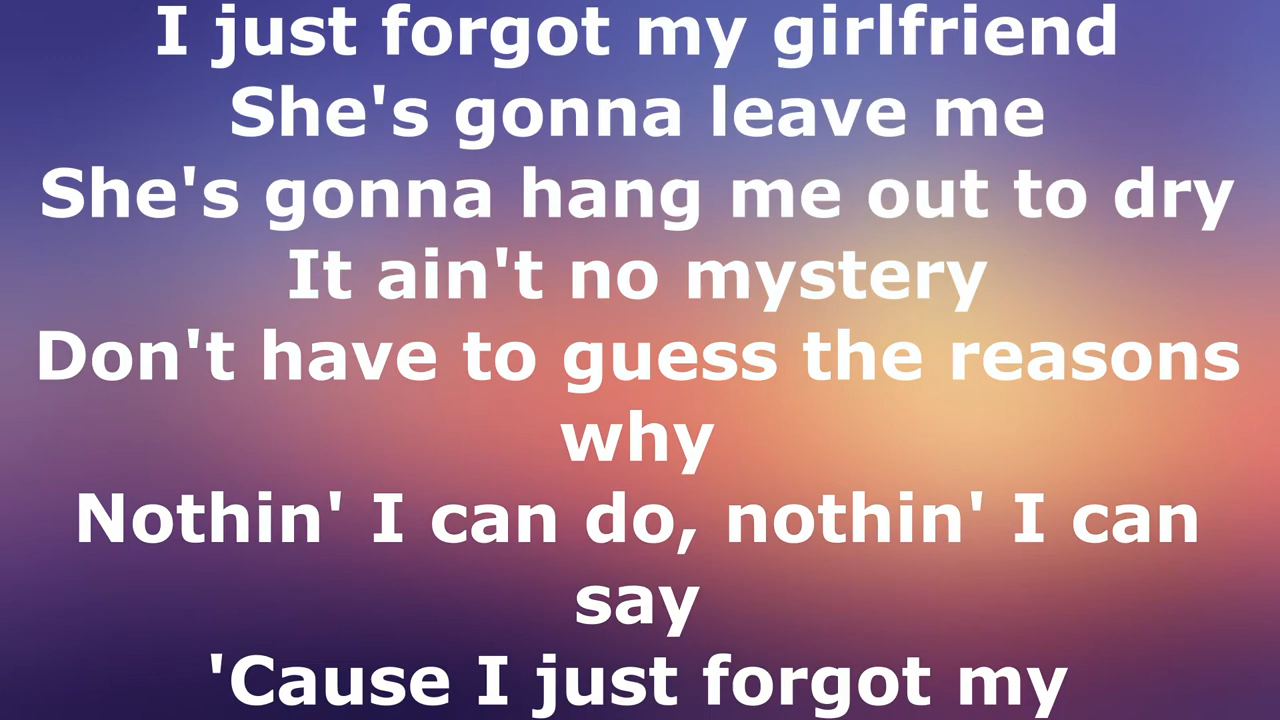 I just forgot my girlfriend
She's gonna leave me
She's gonna hang me out to dry
It ain't no mystery
Don't have to guess the reasons
why
Nothin' I can do, nothin' I can
say
'Cause I just forgot my